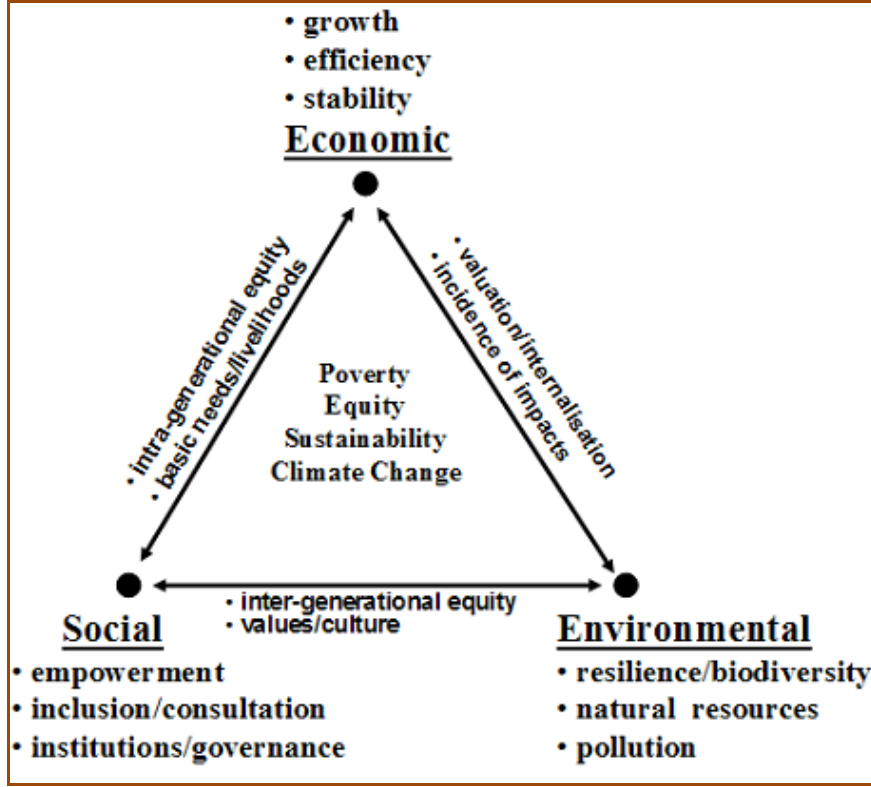 • growth
• efficiency
• stability
Economic
• intra-generational equity
• basic needs/livelihoods
• valuation/internalisation
• incidence of impacts
Poverty
Equity
Sustainability
Climate Change
• inter-generational equity
• values/culture
Social
• empowerment
• inclusion/consultation
• institutions/governance
Environmental
• resilience/biodiversity
• natural resources
• pollution